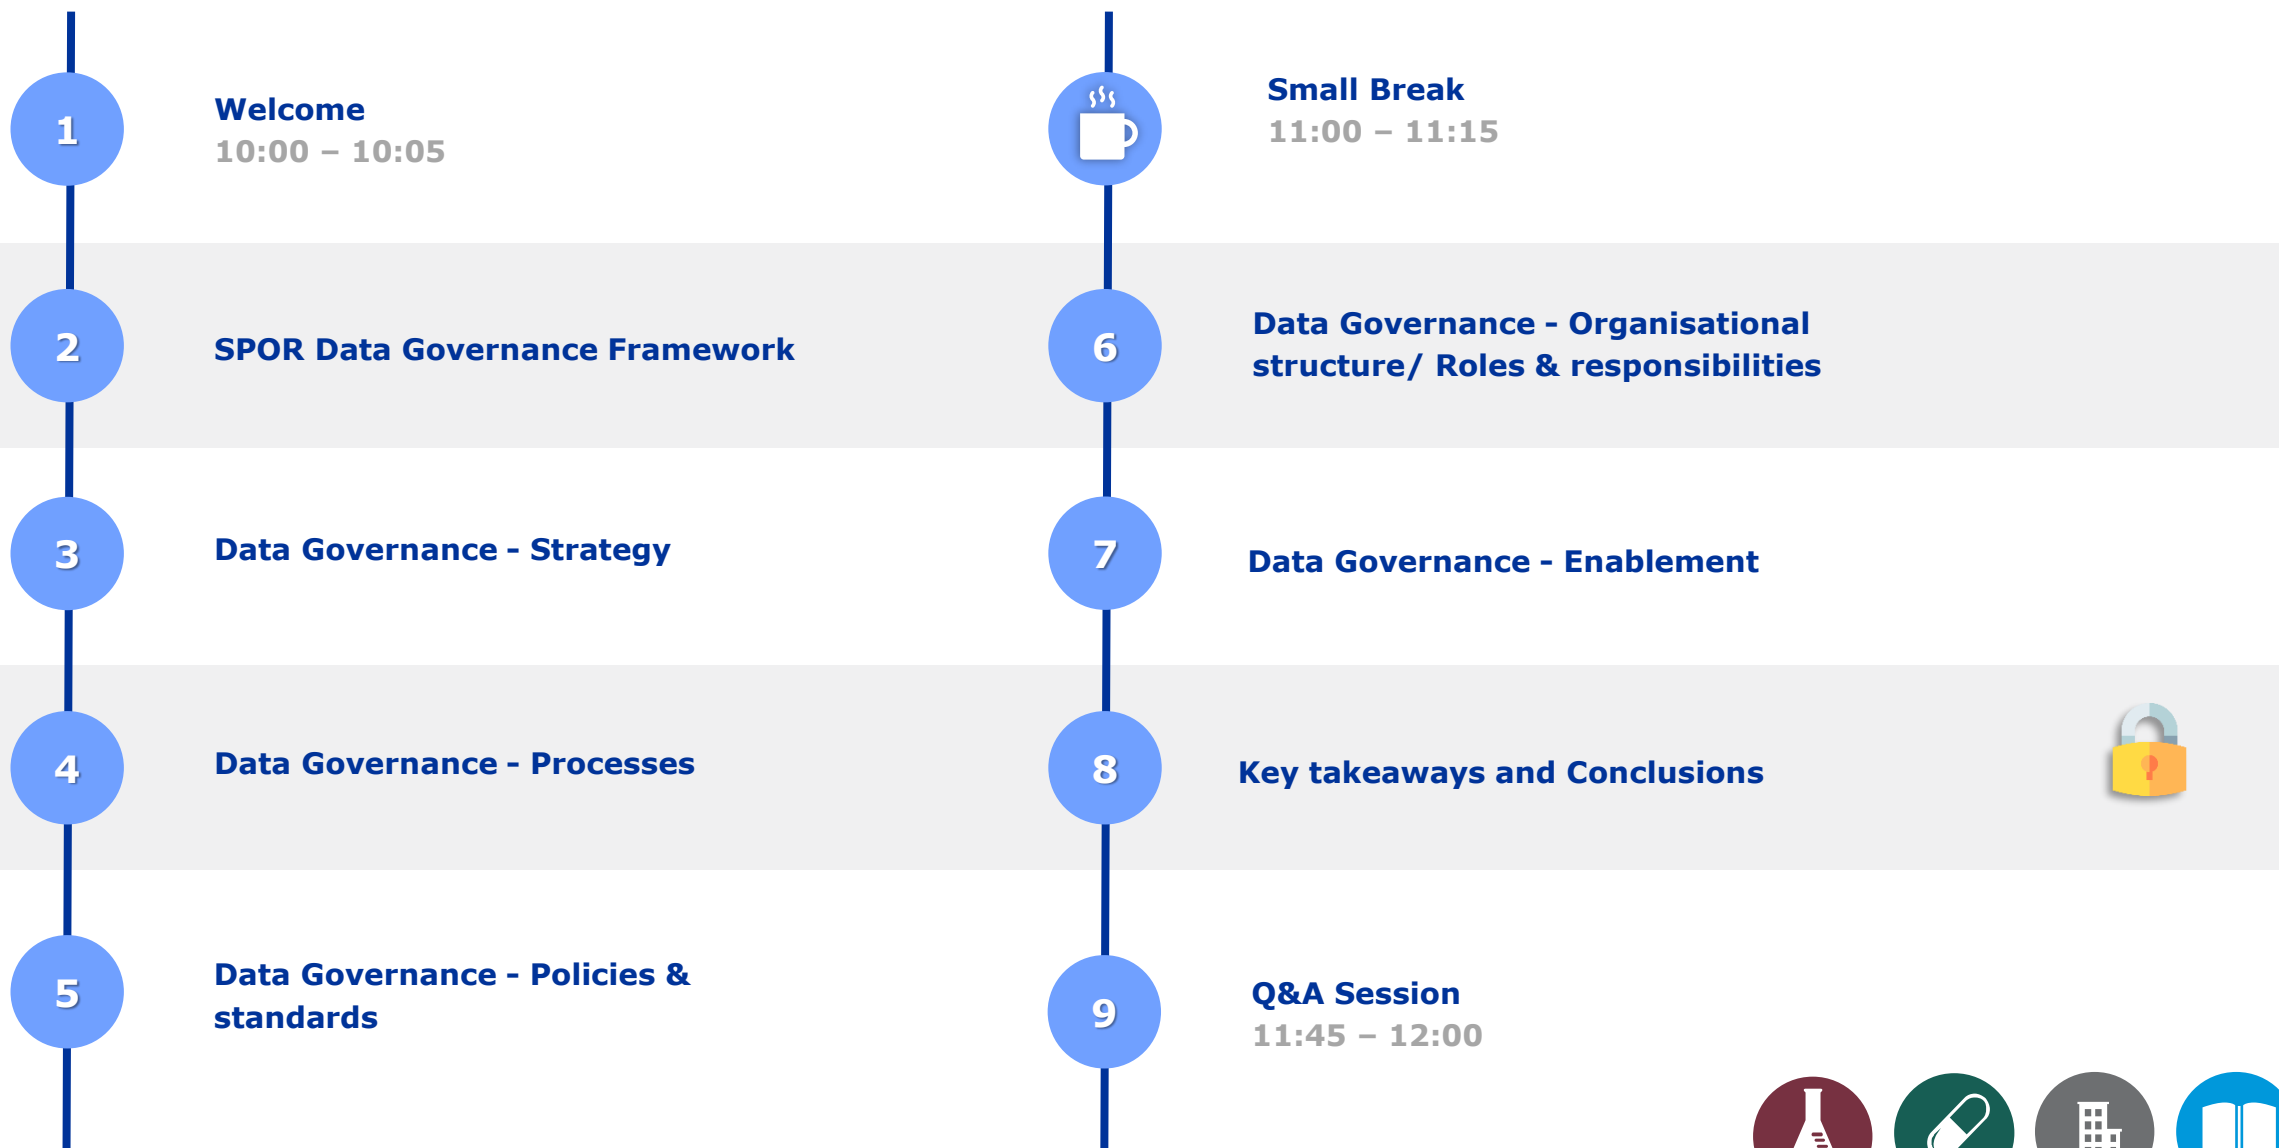 1
Welcome
10:00 – 10:05
2
SPOR Data Governance Framework
3
Data Governance - Strategy
4
Data Governance - Processes
5
Data Governance - Policies &
standards
Small Break
11:00 – 11:15
6
Data Governance - Organisational
structure/ Roles & responsibilities
7
Data Governance - Enablement
8
Key takeaways and Conclusions
9
Q&A Session
11:45 – 12:00